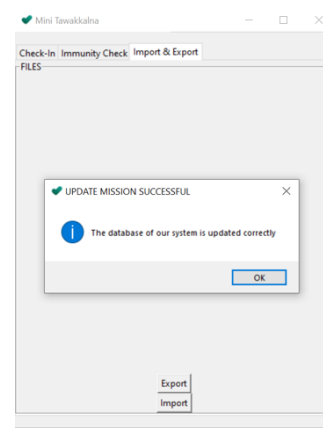 Mini Tawakkalna
Check-In Immunity Check Import & Export
FILES
UPDATE MISSION SUCCESSFUL
The database of our system is updated correctly
OK
Export
Import